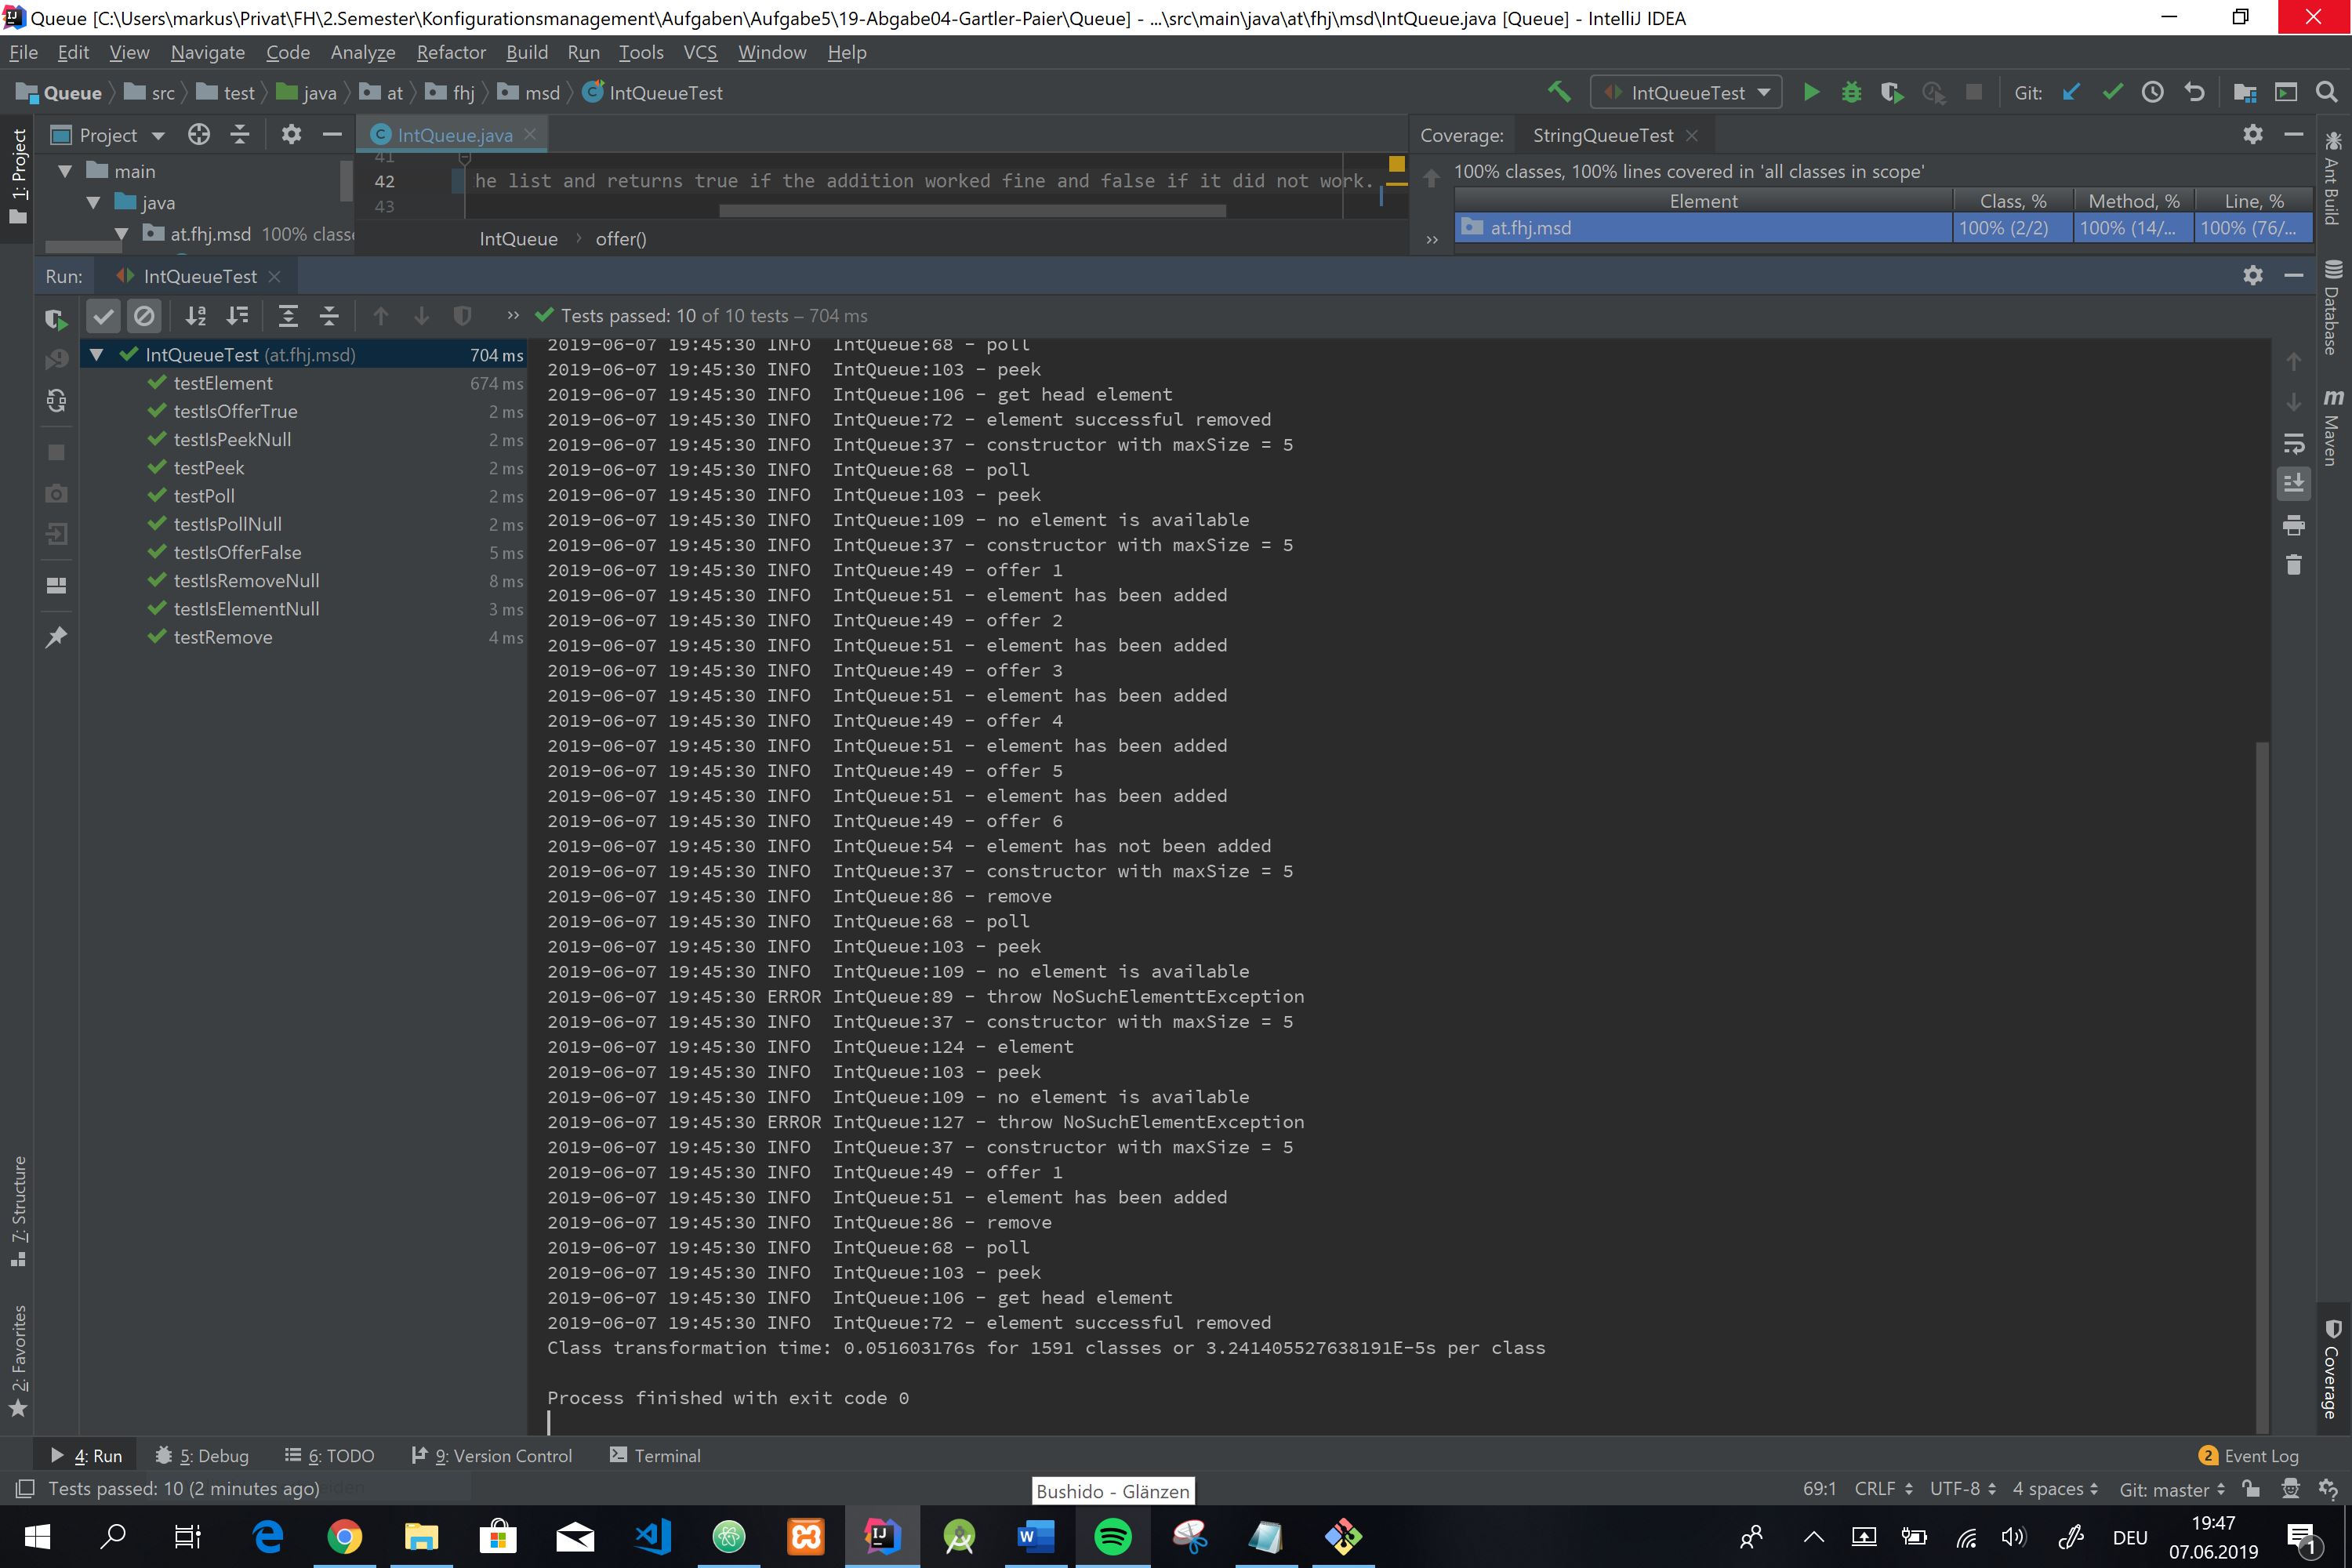 Queue [C:\Users\markus\Privat\FH\2.Semester\Konfigurationsmanagement\Aufgaben\Aufgabe5\19-Abgabe04-Gartler-Paier\Queue] - ...\src\main\java\at\fhj\msd\IntQueue.java [Queue] - IntelliJ IDEA
File Edit View Navigate Code Analyze Refactor Build Run Tools VCS Window Help
Queue src test java at fhj msd IntQueueTest
IntQueueTest Git:
1: Project
Project
IntQueue.java
Coverage: StringQueueTest
main
java
at.fhj.msd 100% classe
41
42 he list and returns true if the addition worked fine and false if it did not work.
43
IntQueue › offer()
100% classes, 100% lines covered in 'all classes in scope'
Element Class, % Method, % Line, %
at.fhj.msd 100% (2/2) 100% (14/... 100% (76/...
Ant Build
Database
Maven
Run: IntQueueTest
Tests passed: 10 of 10 tests – 704 ms
IntQueueTest (at.fhj.msd) 704 ms
testElement 674 ms
testIsOfferTrue 2 ms
testIsPeekNull 2 ms
testPeek 2 ms
testPoll 2 ms
testIsPollNull 2 ms
testIsOfferFalse 5 ms
testIsRemoveNull 8 ms
testIsElementNull 3 ms
testRemove 4 ms
2019-06-07 19:45:30 INFO  IntQueue:68 - poll
2019-06-07 19:45:30 INFO  IntQueue:103 - peek
2019-06-07 19:45:30 INFO  IntQueue:106 - get head element
2019-06-07 19:45:30 INFO  IntQueue:72 - element successful removed
2019-06-07 19:45:30 INFO  IntQueue:37 - constructor with maxSize = 5
2019-06-07 19:45:30 INFO  IntQueue:68 - poll
2019-06-07 19:45:30 INFO  IntQueue:103 - peek
2019-06-07 19:45:30 INFO  IntQueue:109 - no element is available
2019-06-07 19:45:30 INFO  IntQueue:37 - constructor with maxSize = 5
2019-06-07 19:45:30 INFO  IntQueue:49 - offer 1
2019-06-07 19:45:30 INFO  IntQueue:51 - element has been added
2019-06-07 19:45:30 INFO  IntQueue:49 - offer 2
2019-06-07 19:45:30 INFO  IntQueue:51 - element has been added
2019-06-07 19:45:30 INFO  IntQueue:49 - offer 3
2019-06-07 19:45:30 INFO  IntQueue:51 - element has been added
2019-06-07 19:45:30 INFO  IntQueue:49 - offer 4
2019-06-07 19:45:30 INFO  IntQueue:51 - element has been added
2019-06-07 19:45:30 INFO  IntQueue:49 - offer 5
2019-06-07 19:45:30 INFO  IntQueue:51 - element has been added
2019-06-07 19:45:30 INFO  IntQueue:49 - offer 6
2019-06-07 19:45:30 INFO  IntQueue:54 - element has not been added
2019-06-07 19:45:30 INFO  IntQueue:37 - constructor with maxSize = 5
2019-06-07 19:45:30 INFO  IntQueue:86 - remove
2019-06-07 19:45:30 INFO  IntQueue:68 - poll
2019-06-07 19:45:30 INFO  IntQueue:103 - peek
2019-06-07 19:45:30 INFO  IntQueue:109 - no element is available
2019-06-07 19:45:30 ERROR IntQueue:89 - throw NoSuchElementtException
2019-06-07 19:45:30 INFO  IntQueue:37 - constructor with maxSize = 5
2019-06-07 19:45:30 INFO  IntQueue:124 - element
2019-06-07 19:45:30 INFO  IntQueue:103 - peek
2019-06-07 19:45:30 INFO  IntQueue:109 - no element is available
2019-06-07 19:45:30 ERROR IntQueue:127 - throw NoSuchElementException
2019-06-07 19:45:30 INFO  IntQueue:37 - constructor with maxSize = 5
2019-06-07 19:45:30 INFO  IntQueue:49 - offer 1
2019-06-07 19:45:30 INFO  IntQueue:51 - element has been added
2019-06-07 19:45:30 INFO  IntQueue:86 - remove
2019-06-07 19:45:30 INFO  IntQueue:68 - poll
2019-06-07 19:45:30 INFO  IntQueue:103 - peek
2019-06-07 19:45:30 INFO  IntQueue:106 - get head element
2019-06-07 19:45:30 INFO  IntQueue:72 - element successful removed
Class transformation time: 0.051603176s for 1591 classes or 3.241405527638191E-5s per class
Process finished with exit code 0
7: Structure
2: Favorites
Coverage
4: Run 5: Debug 6: TODO 9: Version Control Terminal 2 Event Log
Tests passed: 10 (2 minutes ago)
Bushido - Glänzen
69:1 CRLF UTF-8 4 spaces Git: master
DEU
19:47
07.06.2019
1